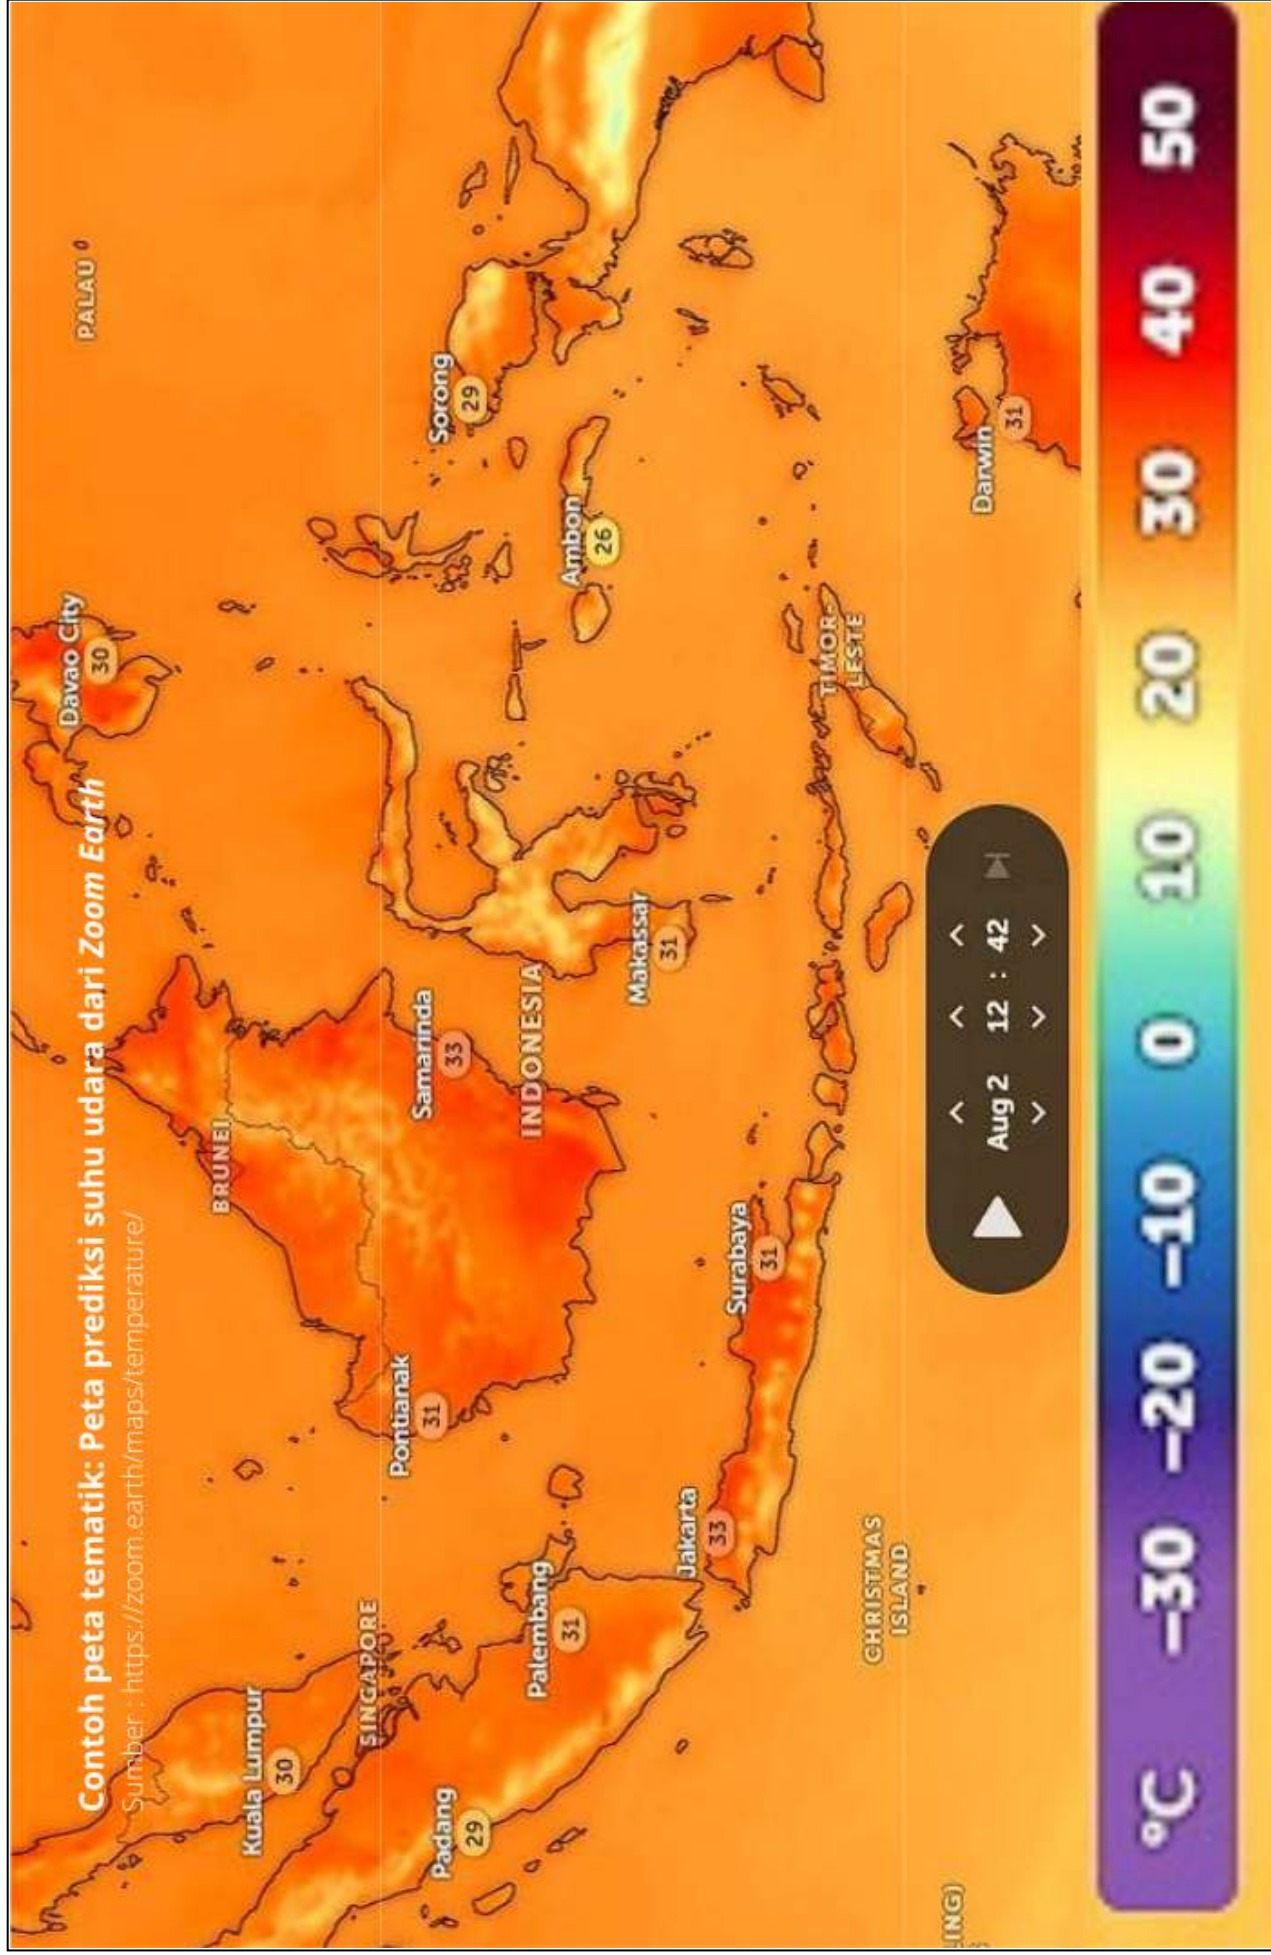 Contoh peta tematik: Peta prediksi suhu udara dari Zoom Earth
Sumber : https://zoom.earth/maps/temperature/
PALAU
Davao City
30
BRUNEI
Kuala Lumpur
30
SINGAPORE
Pontianak
31
Samarinda
33
Sorong
29
Padang
29
Palembang
31
INDONESIA
Ambon
26
Makassar
31
Jakarta
33
Surabaya
31
TIMOR-
LESTE
CHRISTMAS
ISLAND
Darwin
31
ING)
Aug 2 12 : 42
°C −30 −20 −10 0 10 20 30 40 50